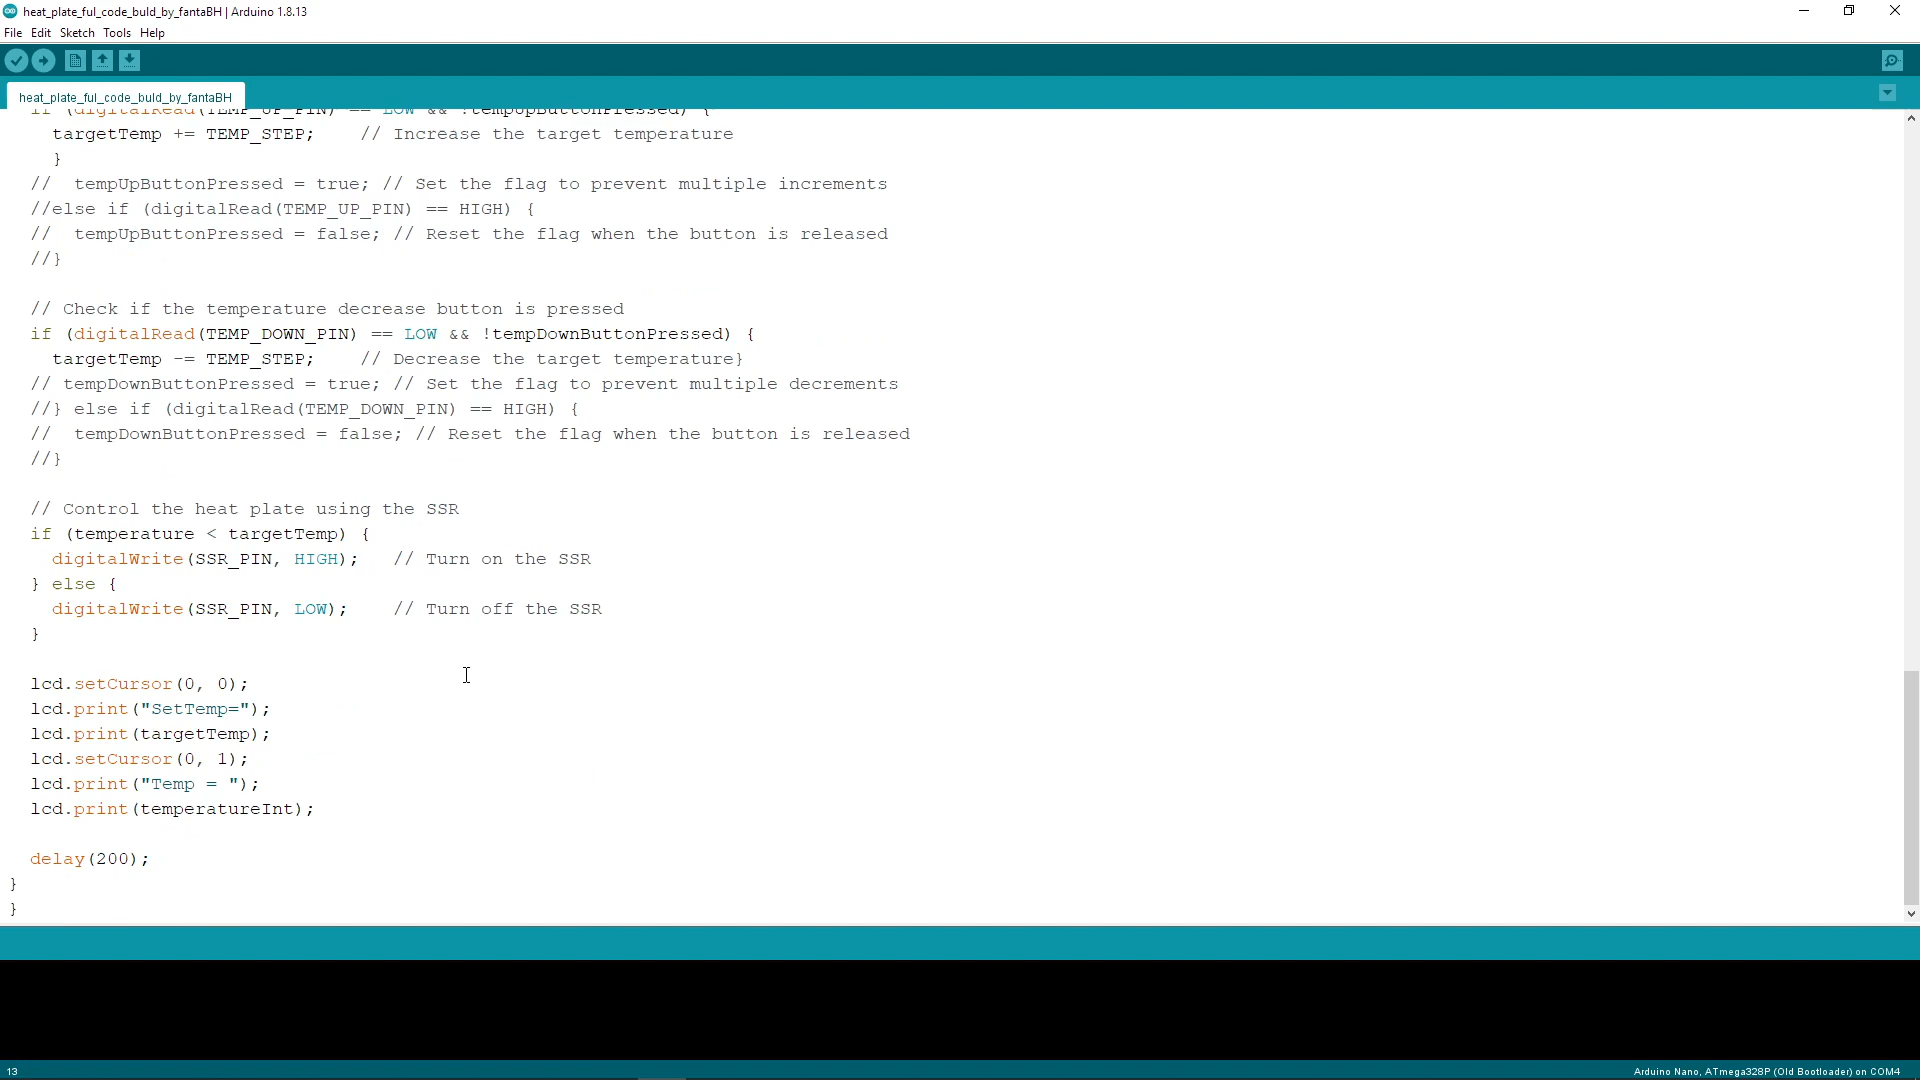 heat_plate_ful_code_buld_by_fantaBH | Arduino 1.8.13
File Edit Sketch Tools Help
heat_plate_ful_code_buld_by_fantaBH
if (digitalRead(TEMP_UP_PIN) == LOW && !tempUpButtonPressed) {
targetTemp += TEMP_STEP; // Increase the target temperature
}
// tempUpButtonPressed = true; // Set the flag to prevent multiple increments
//else if (digitalRead(TEMP_UP_PIN) == HIGH) {
// tempUpButtonPressed = false; // Reset the flag when the button is released
//}
// Check if the temperature decrease button is pressed
if (digitalRead(TEMP_DOWN_PIN) == LOW && !tempDownButtonPressed) {
targetTemp -= TEMP_STEP; // Decrease the target temperature}
// tempDownButtonPressed = true; // Set the flag to prevent multiple decrements
//} else if (digitalRead(TEMP_DOWN_PIN) == HIGH) {
// tempDownButtonPressed = false; // Reset the flag when the button is released
//}
// Control the heat plate using the SSR
if (temperature < targetTemp) {
digitalWrite(SSR_PIN, HIGH); // Turn on the SSR
} else {
digitalWrite(SSR_PIN, LOW); // Turn off the SSR
}
lcd.setCursor(0, 0);
lcd.print("SetTemp=");
lcd.print(targetTemp);
lcd.setCursor(0, 1);
lcd.print("Temp = ");
lcd.print(temperatureInt);
delay(200);
}
}
13
Arduino Nano, ATmega328P (Old Bootloader) on COM4